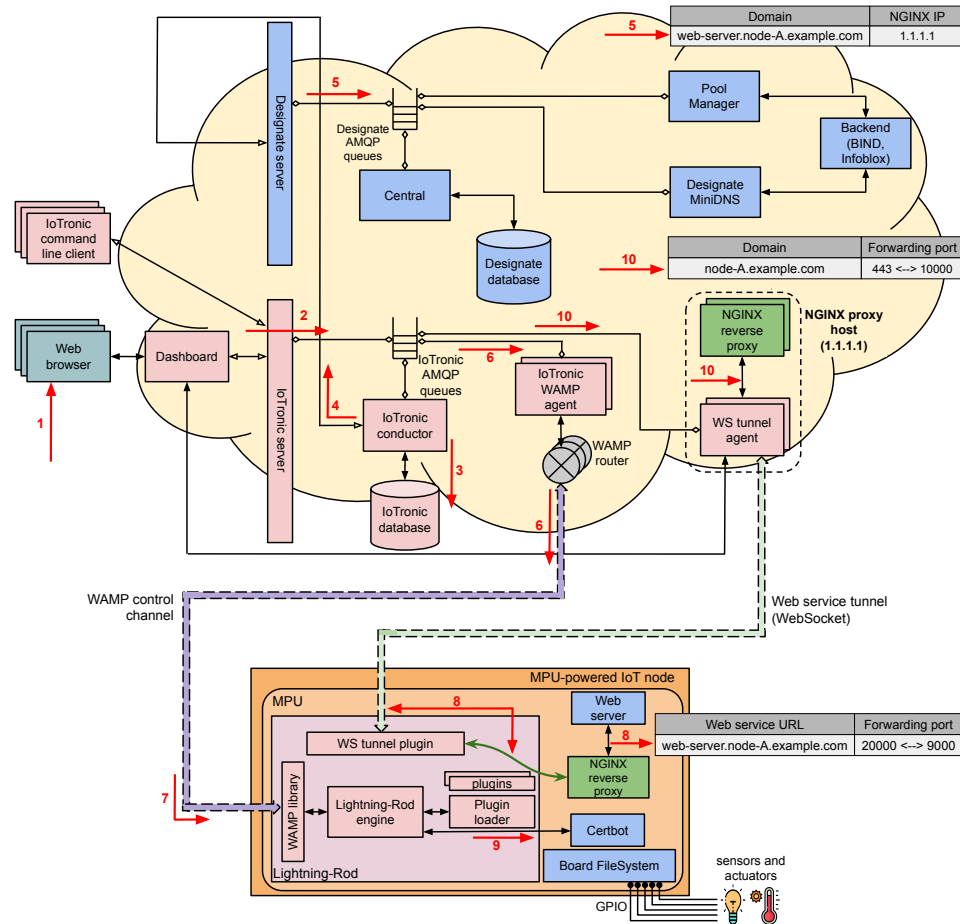 Domain
NGINX IP
5
web-server.node-A.example.com
1.1.1.1
Designate server
5
Designate
AMQP
queues
Pool
Manager
Backend
(BIND,
Infoblox)
Central
Designate
MiniDNS
IoTronic
command
line client
Designate
database
Domain
Forwarding port
10
node-A.example.com
443 <--> 10000
2
10
NGINX
reverse
proxy
NGINX proxy
host
(1.1.1.1)
Web
browser
Dashboard
IoTronic server
IoTronic
AMQP
queues
6
IoTronic
WAMP
agent
10
1
4
IoTronic
conductor
WS tunnel
agent
3
WAMP
router
IoTronic
database
6
WAMP control
channel
Web service tunnel
(WebSocket)
MPU-powered IoT node
MPU
8
Web
server
Web service URL
Forwarding port
8
web-server.node-A.example.com
20000 <--> 9000
WS tunnel plugin
NGINX
reverse
proxy
plugins
7
WAMP library
Lightning-Rod
engine
Plugin
loader
9
Certbot
Lightning-Rod
Board FileSystem
sensors and
actuators
GPIO